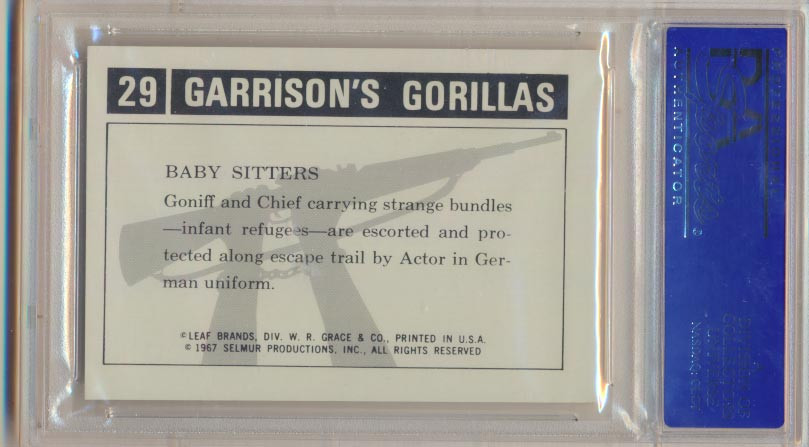 29 GARRISON'S GORILLAS
BABY SITTERS
Goniff and Chief carrying strange bundles
—infant refugees—are escorted and pro-
tected along escape trail by Actor in Ger-
man uniform.
© LEAF BRANDS, DIV. W. R. GRACE & CO., PRINTED IN U.S.A.
© 1967 SELMUR PRODUCTIONS, INC., ALL RIGHTS RESERVED
PSA
AUTHENTICATOR